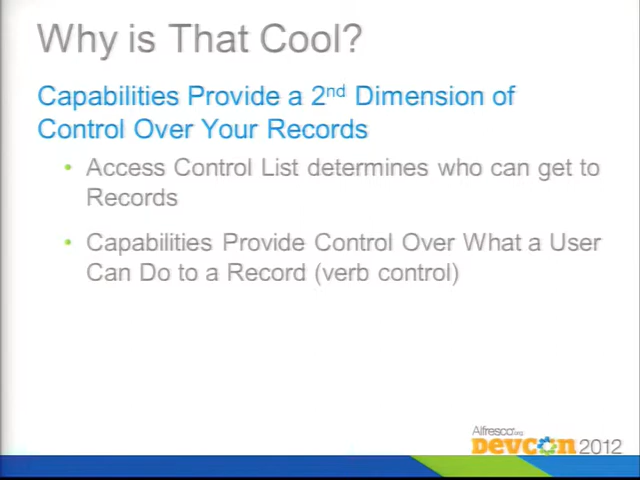 Why is That Cool?
Capabilities Provide a 2nd Dimension of
Control Over Your Records
• Access Control List determines who can get to
Records
• Capabilities Provide Control Over What a User
Can Do to a Record (verb control)
Alfresco.org
DevCon 2012